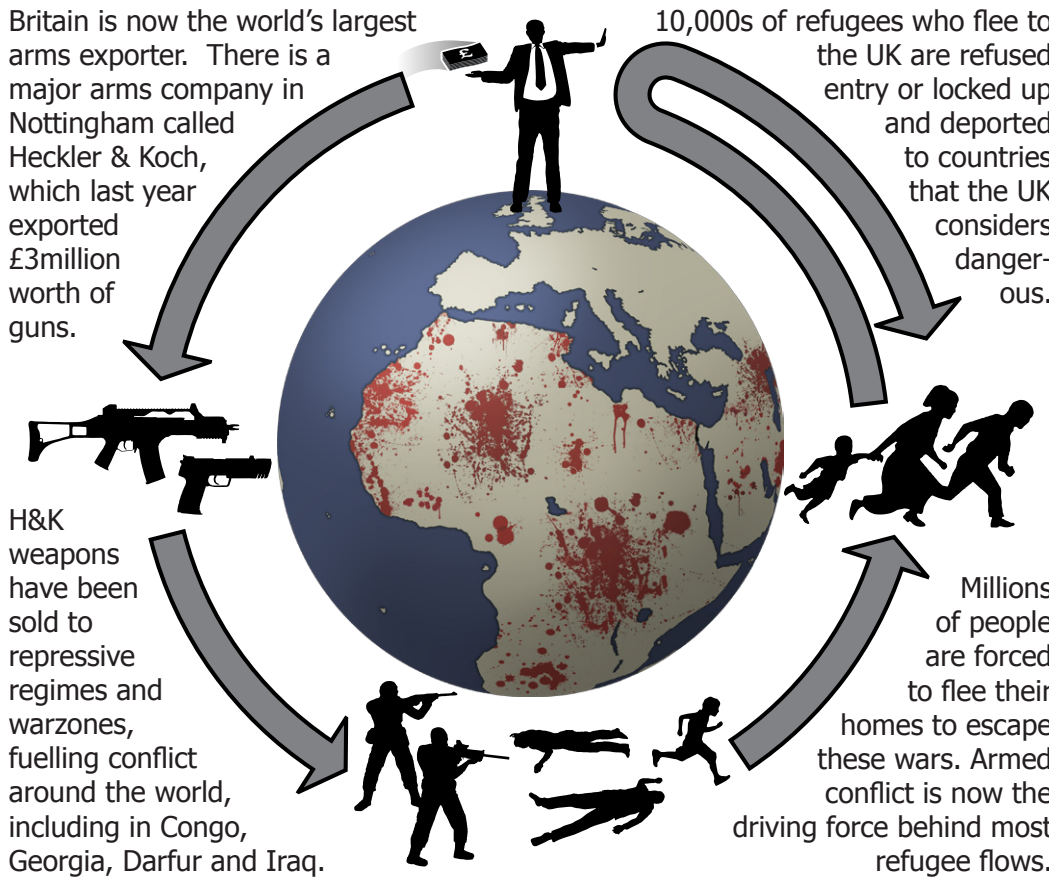 Britain is now the world's largest
arms exporter. There is a
major arms company in
Nottingham called
Heckler & Koch,
which last year
exported
£3million
worth of
guns.
£
10,000s of refugees who flee to
the UK are refused
entry or locked up
and deported
to countries
that the UK
considers
danger-
ous.
H&K
weapons
have been
sold to
repressive
regimes and
warzones,
fuelling conflict
around the world,
including in Congo,
Georgia, Darfur and Iraq.
Millions
of people
are forced
to flee their
homes to escape
these wars. Armed
conflict is now the
driving force behind most
refugee flows.